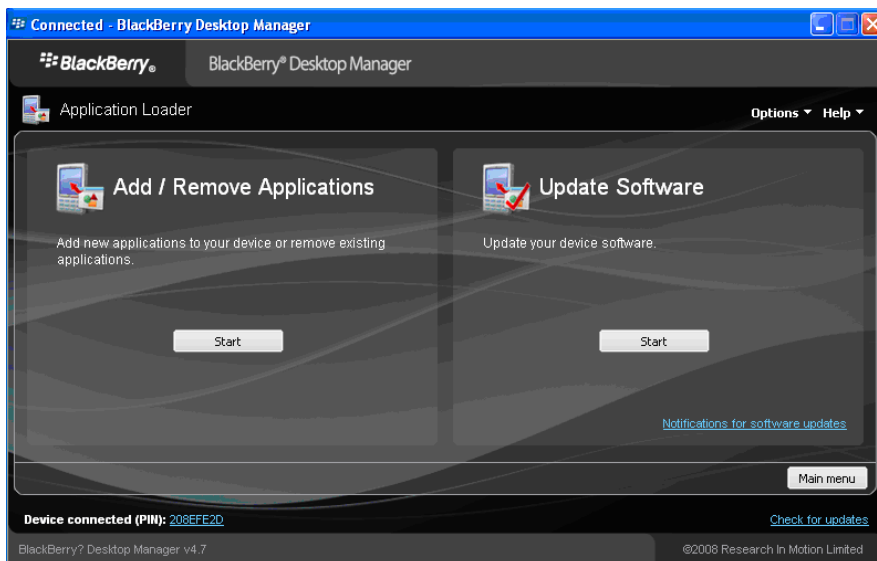 Connected - BlackBerry Desktop Manager
BlackBerry®
BlackBerry® Desktop Manager
Application Loader
Options
Help
Add / Remove Applications
Add new applications to your device or remove existing
applications.
Start
Update Software
Update your device software.
Start
Notifications for software updates
Main menu
Device connected (PIN): 208EFE2D
Check for updates
BlackBerry? Desktop Manager v4.7
©2008 Research In Motion Limited